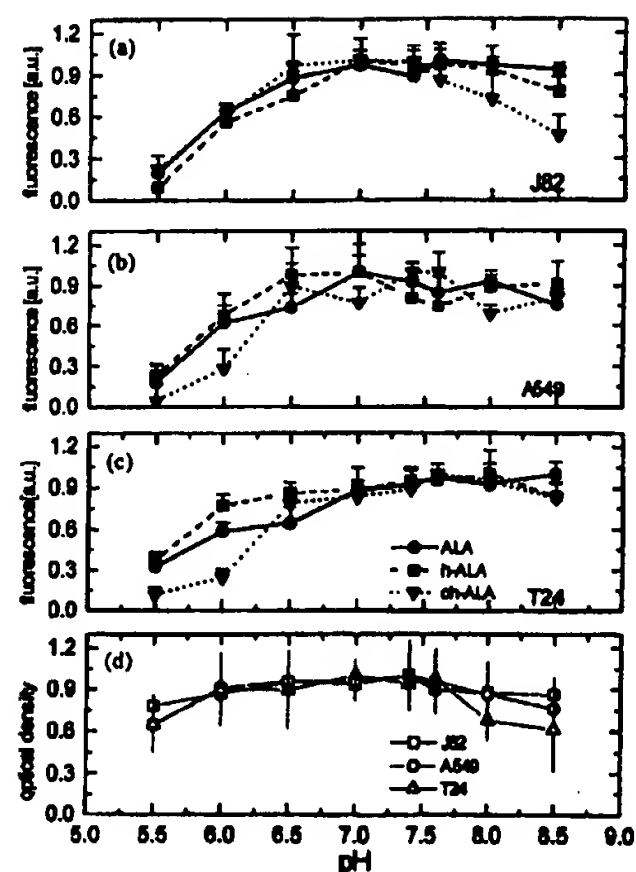 (a)
1.2
0.9
0.6
0.3
0.0
fluorescence [a.u.]
J82
(b)
1.2
0.9
0.6
0.3
0.0
fluorescence [a.u.]
A549
(c)
1.2
0.9
0.6
0.3
0.0
fluorescence[a.u.]
ALA
h-ALA
ch-ALA
T24
(d)
1.2
0.9
0.6
0.3
0.0
optical density
J82
A549
T24
5.0 5.5 6.0 6.5 7.0 7.5 8.0 8.5 9.0
pH